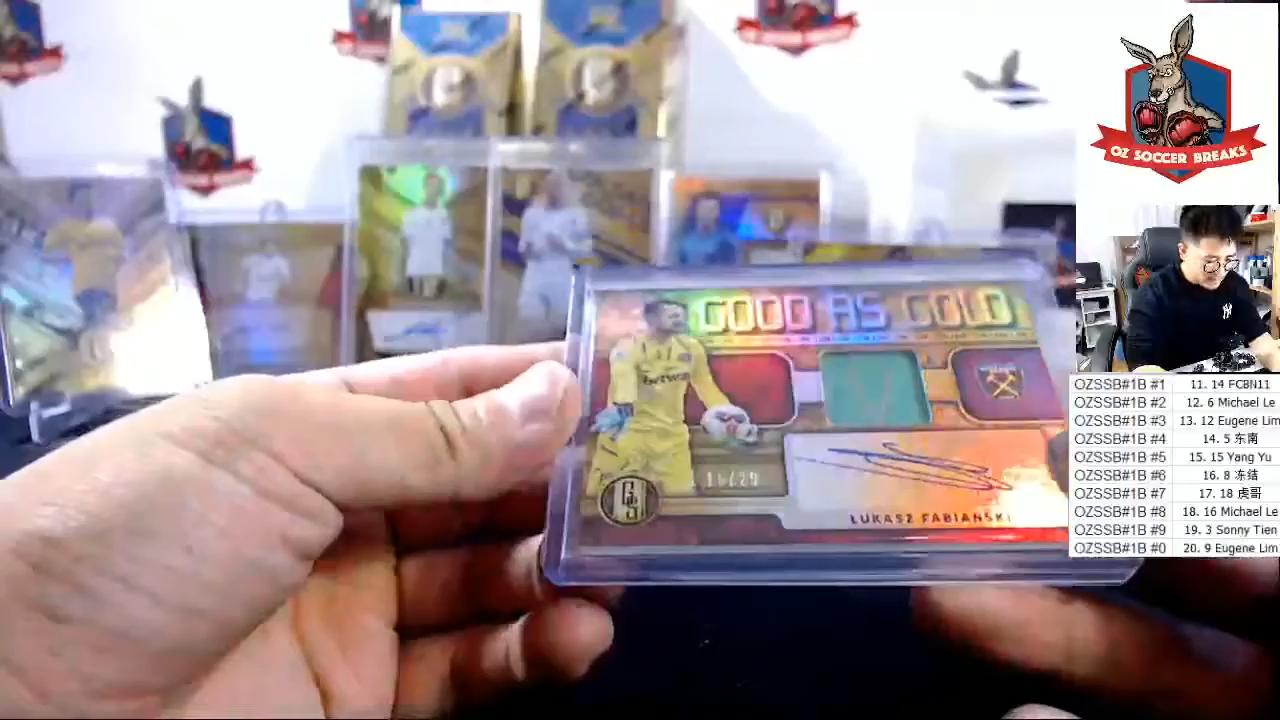 OZ SOCCER BREAKS
GOOD AS GOLD
betway
LUKASZ FABIANSKI
OZSSB#1B #1 11. 14 FCBN11
OZSSB#1B #2 12. 6 Michael Le
OZSSB#1B #3 13. 12 Eugene Lim
OZSSB#1B #4 14. 5 东南
OZSSB#1B #5 15. 15 Yang Yu
OZSSB#1B #6 16. 8 冻结
OZSSB#1B #7 17. 18 虎哥
OZSSB#1B #8 18. 16 Michael Le
OZSSB#1B #9 19. 3 Sonny Tien
OZSSB#1B #0 20. 9 Eugene Lim